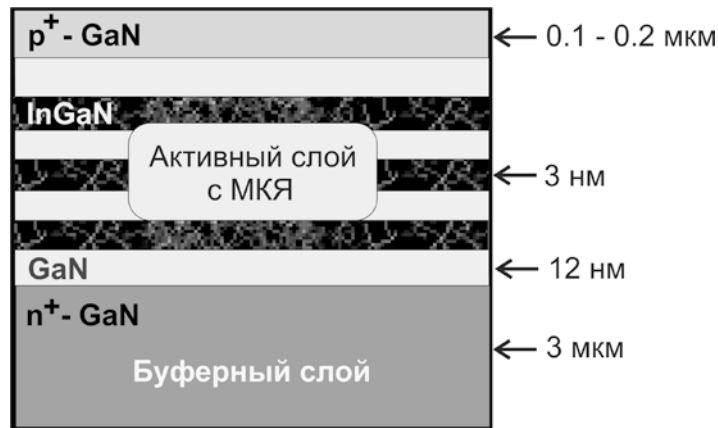 p+- GaN
0.1 - 0.2 мкм
InGaN
Активный слой
с МКЯ
3 нм
GaN
12 нм
n+- GaN
3 мкм
Буферный слой